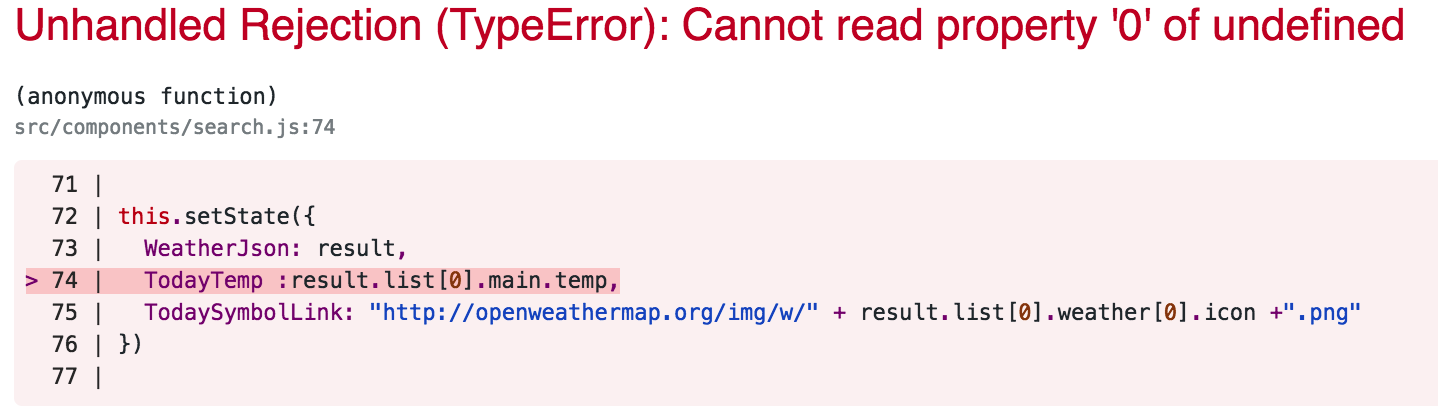 Unhandled Rejection (TypeError): Cannot read property '0' of undefined
(anonymous function)
src/components/search.js:74
71 |
72 | this.setState({
73 |   WeatherJson: result,
> 74 |   TodayTemp :result.list[0].main.temp,
75 |   TodaySymbolLink: "http://openweathermap.org/img/w/" + result.list[0].weather[0].icon +".png"
76 | })
77 |